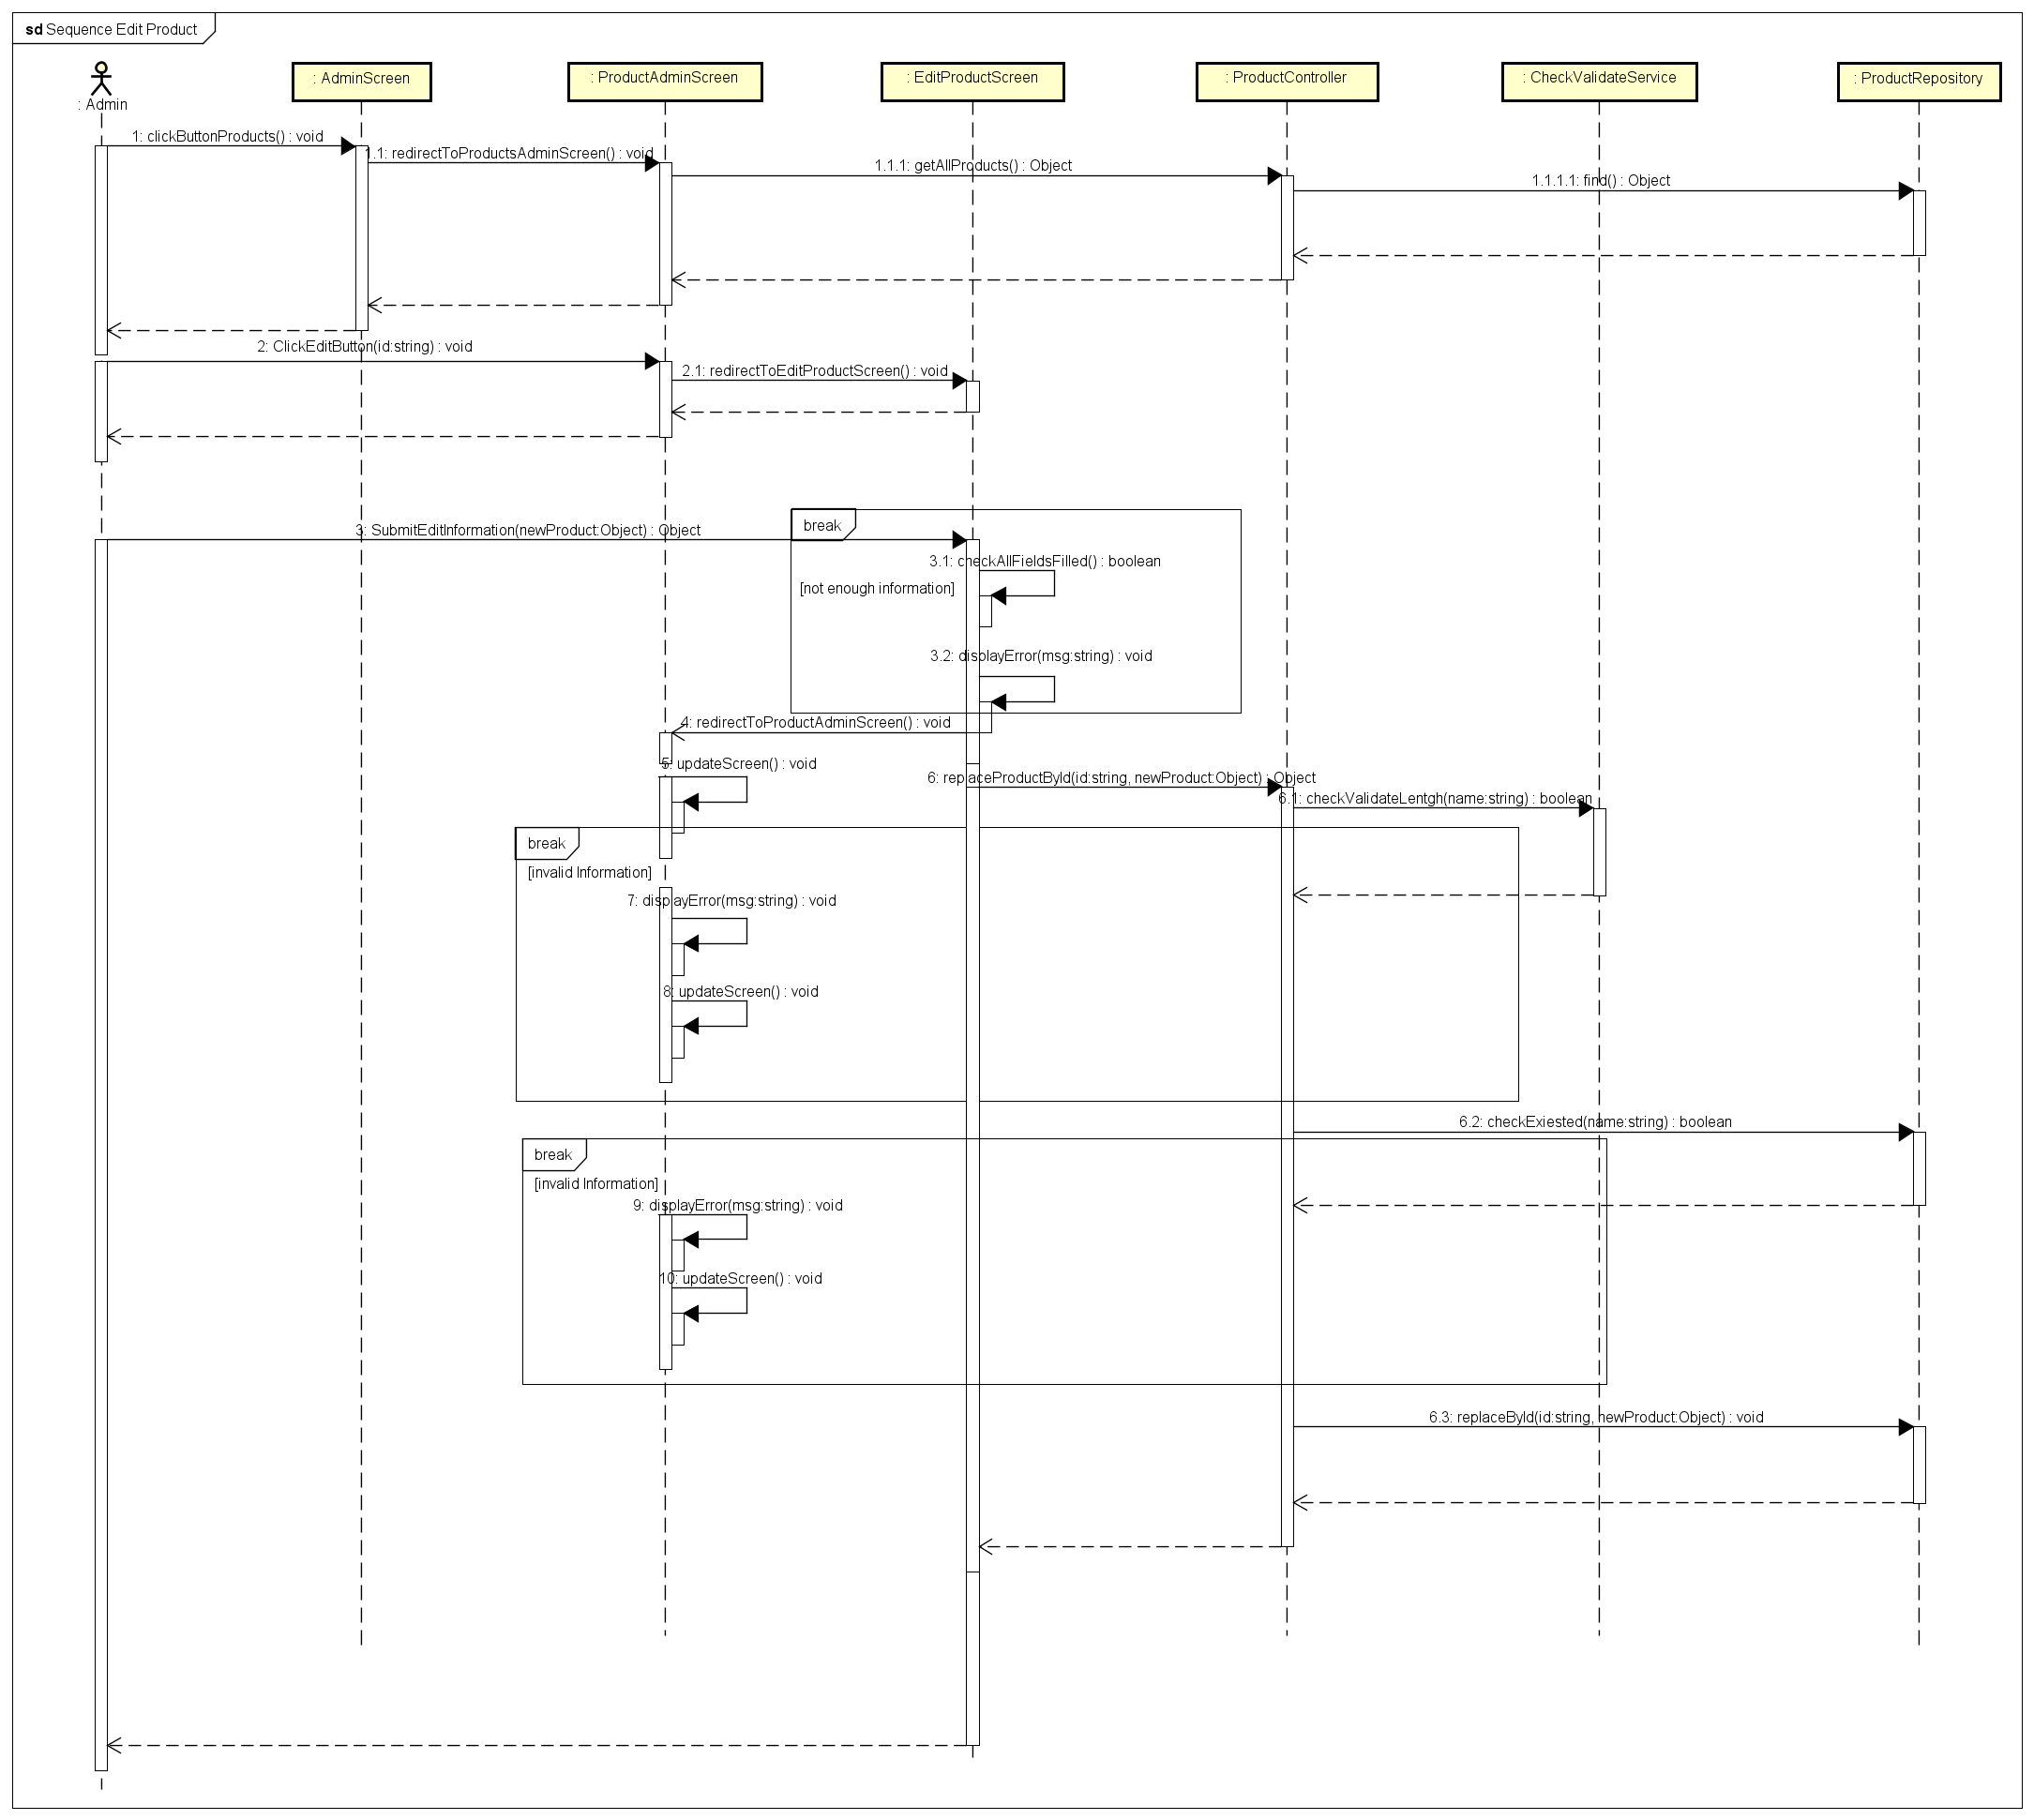 sd Sequence Edit Product
: Admin
: AdminScreen
: ProductAdminScreen
: EditProductScreen
: ProductController
: CheckValidateService
: ProductRepository
1: clickButtonProducts() : void
1.1: redirectToProductsAdminScreen() : void
1.1.1: getAllProducts() : Object
1.1.1.1: find() : Object
2: ClickEditButton(id:string) : void
2.1: redirectToEditProductScreen() : void
break
3: SubmitEditInformation(newProduct:Object) : Object
3.1: checkAllFieldsFilled() : boolean
[not enough information]
3.2: displayError(msg:string) : void
4: redirectToProductAdminScreen() : void
5: updateScreen() : void
6: replaceProductById(id:string, newProduct:Object) : Object
6.1: checkValidateLentgh(name:string) : boolean
break
[invalid Information]
7: displayError(msg:string) : void
8: updateScreen() : void
6.2: checkExiested(name:string) : boolean
break
[invalid Information]
9: displayError(msg:string) : void
10: updateScreen() : void
6.3: replaceById(id:string, newProduct:Object) : void